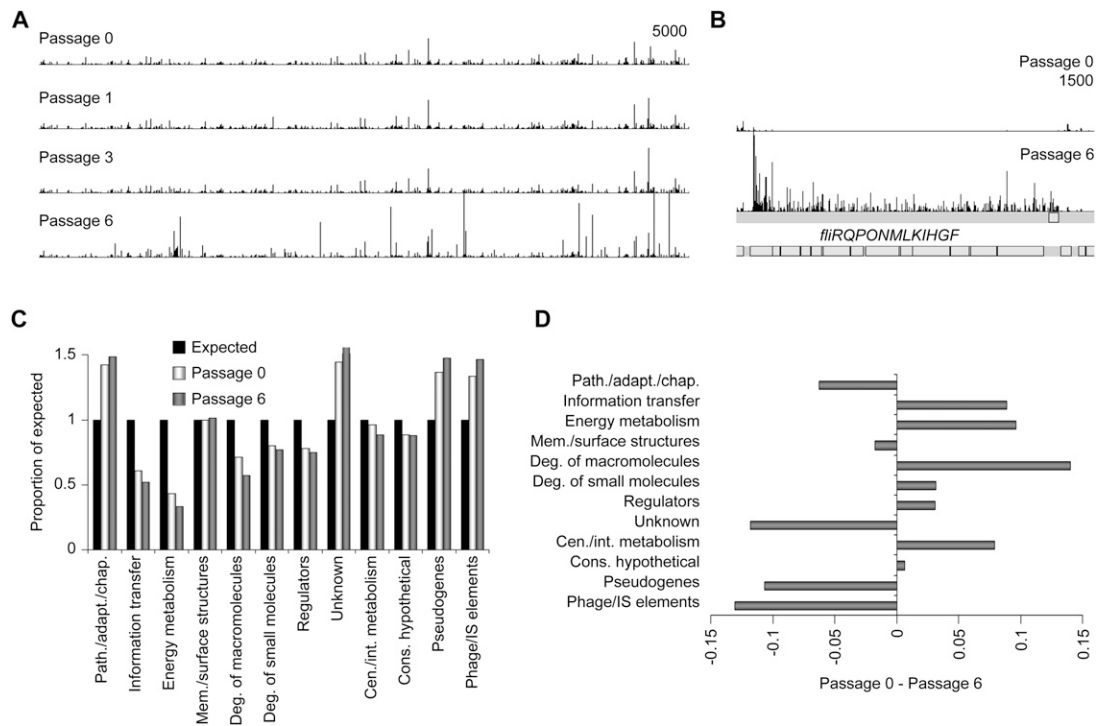 A
Passage 0
5000
Passage 1
Passage 3
Passage 6
B
Passage 0
1500
Passage 6
fliRQPONMLKIHGF
C
Expected
Passage 0
Passage 6
Proportion of expected
1.5
1
0.5
0
Path./adapt./chap.
Information transfer
Energy metabolism
Mem./surface structures
Deg. of macromolecules
Deg. of small molecules
Regulators
Unknown
Cen./int. metabolism
Cons. hypothetical
Pseudogenes
Phage/IS elements
D
Path./adapt./chap.
Information transfer
Energy metabolism
Mem./surface structures
Deg. of macromolecules
Deg. of small molecules
Regulators
Unknown
Cen./int. metabolism
Cons. hypothetical
Pseudogenes
Phage/IS elements
-0.15
-0.1
-0.05
0
0.05
0.1
0.15
Passage 0 - Passage 6